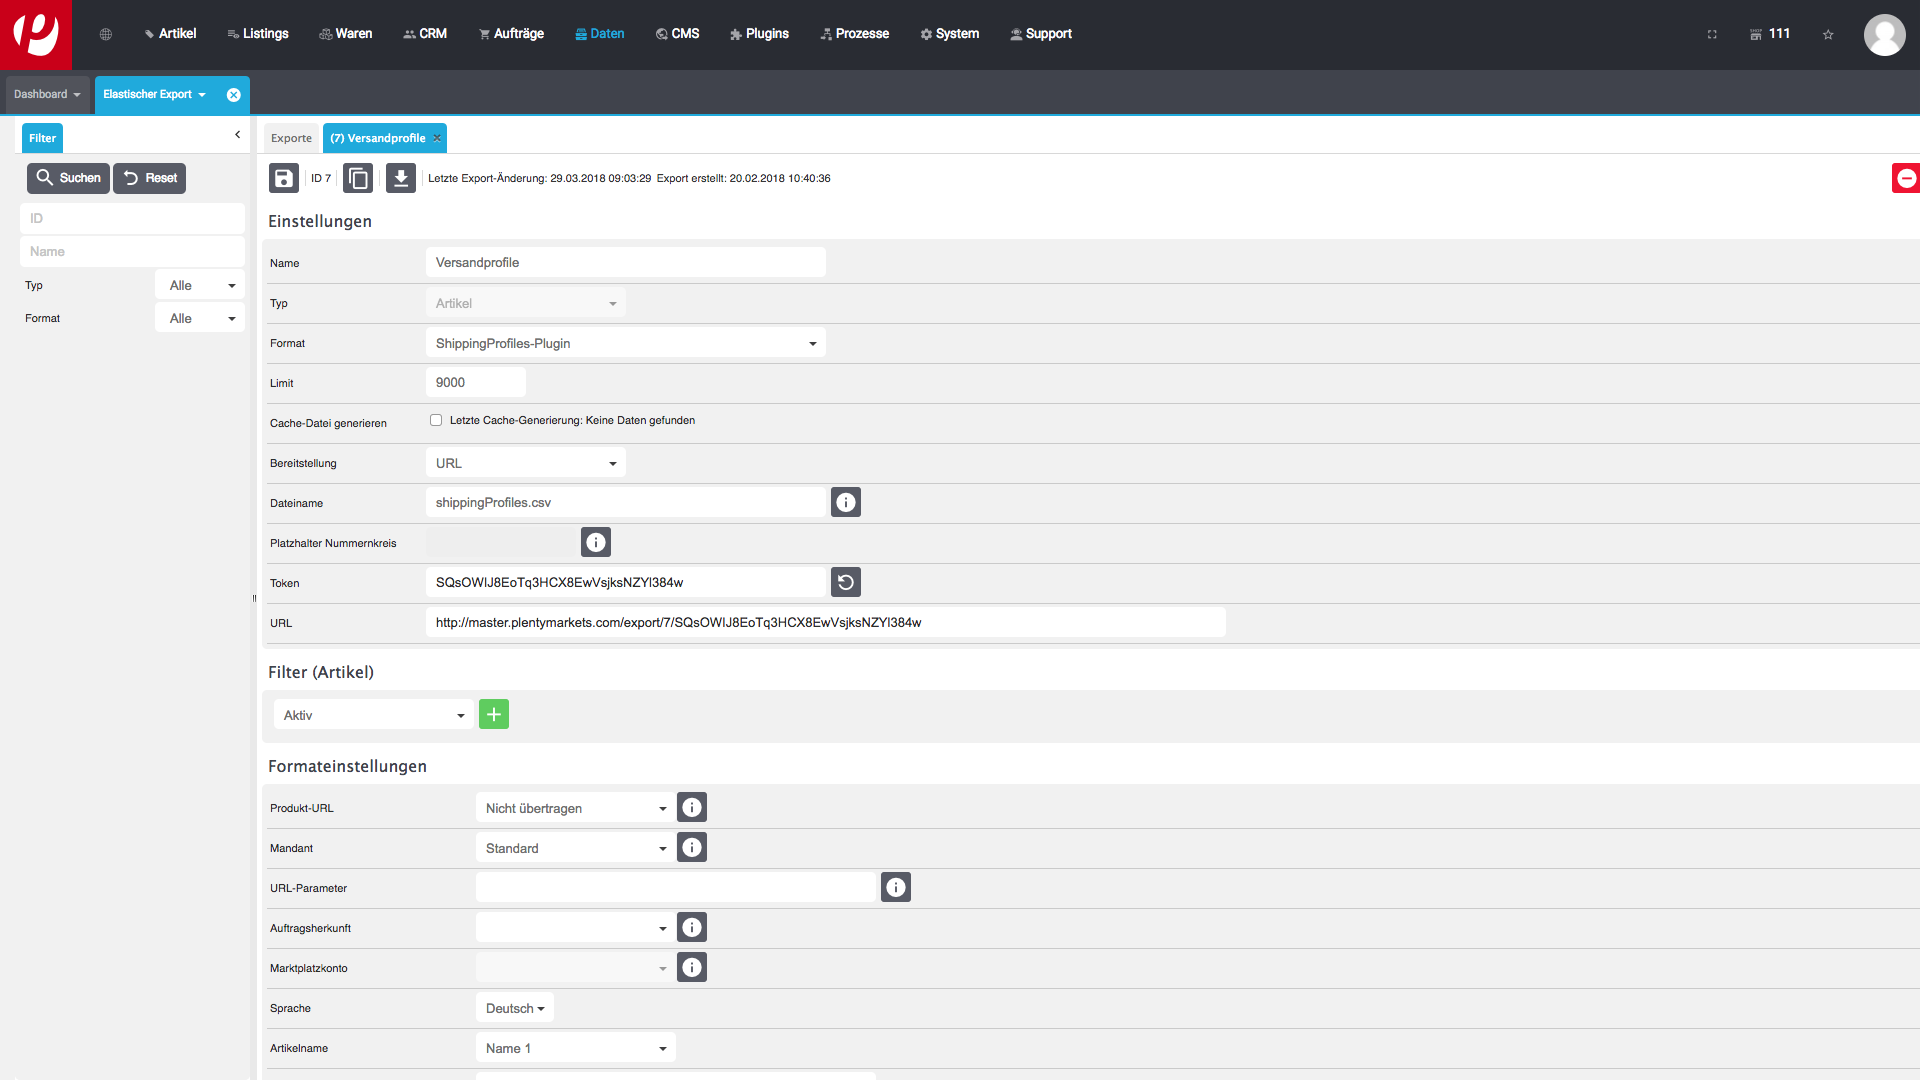 Artikel Listings Waren CRM Aufträge Daten CMS Plugins Prozesse System Support 111
Dashboard Elastischer Export
Filter
Exporte (7) Versandprofile
Suchen Reset
ID 7 Letzte Export-Änderung: 29.03.2018 09:03:29 Export erstellt: 20.02.2018 10:40:36
ID
Name
Typ Alle
Format Alle
Einstellungen
Name Versandprofile
Typ Artikel
Format ShippingProfiles-Plugin
Limit 9000
Cache-Datei generieren Letzte Cache-Generierung: Keine Daten gefunden
Bereitstellung URL
Dateiname shippingProfiles.csv
Platzhalter Nummernkreis
Token SQsOWIJ8EoTq3HCX8EwVsjksNZYI384w
URL http://master.plentymarkets.com/export/7/SQsOWIJ8EoTq3HCX8EwVsjksNZYI384w
Filter (Artikel)
Aktiv
Formateinstellungen
Produkt-URL Nicht übertragen
Mandant Standard
URL-Parameter
Auftragsherkunft
Marktplatzkonto
Sprache Deutsch
Artikelname Name 1